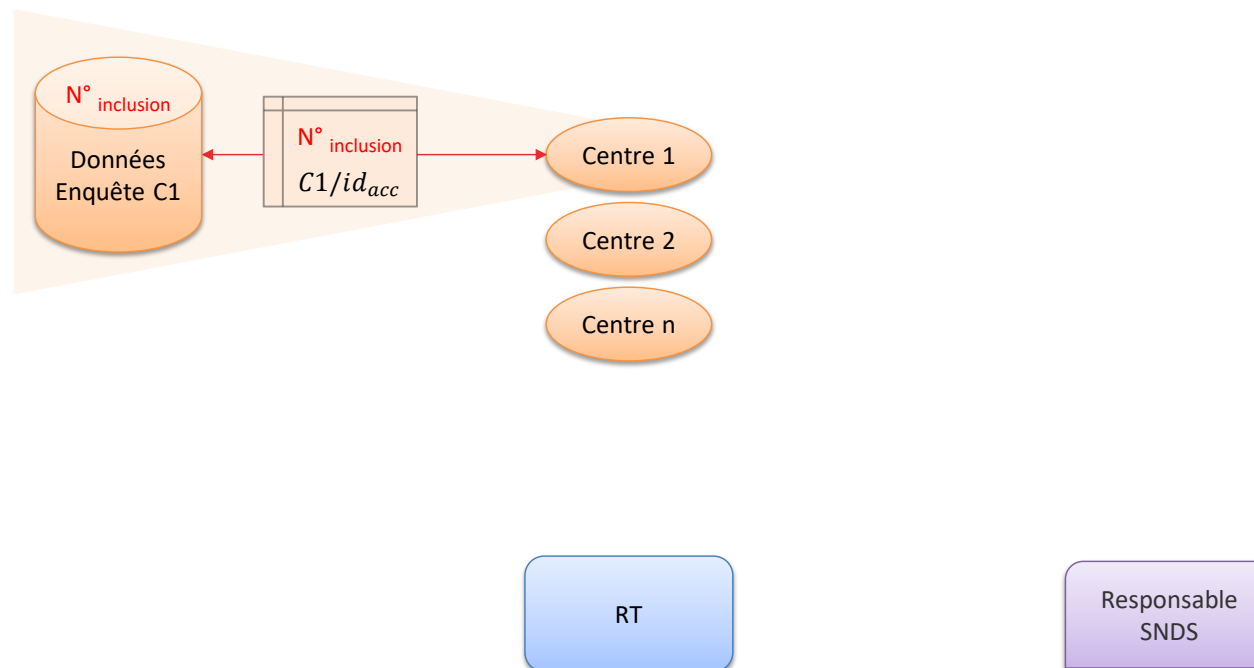 N° inclusion
Données
Enquête C1
N° inclusion
C1/id_acc
Centre 1
Centre 2
Centre n
RT
Responsable
SNDS